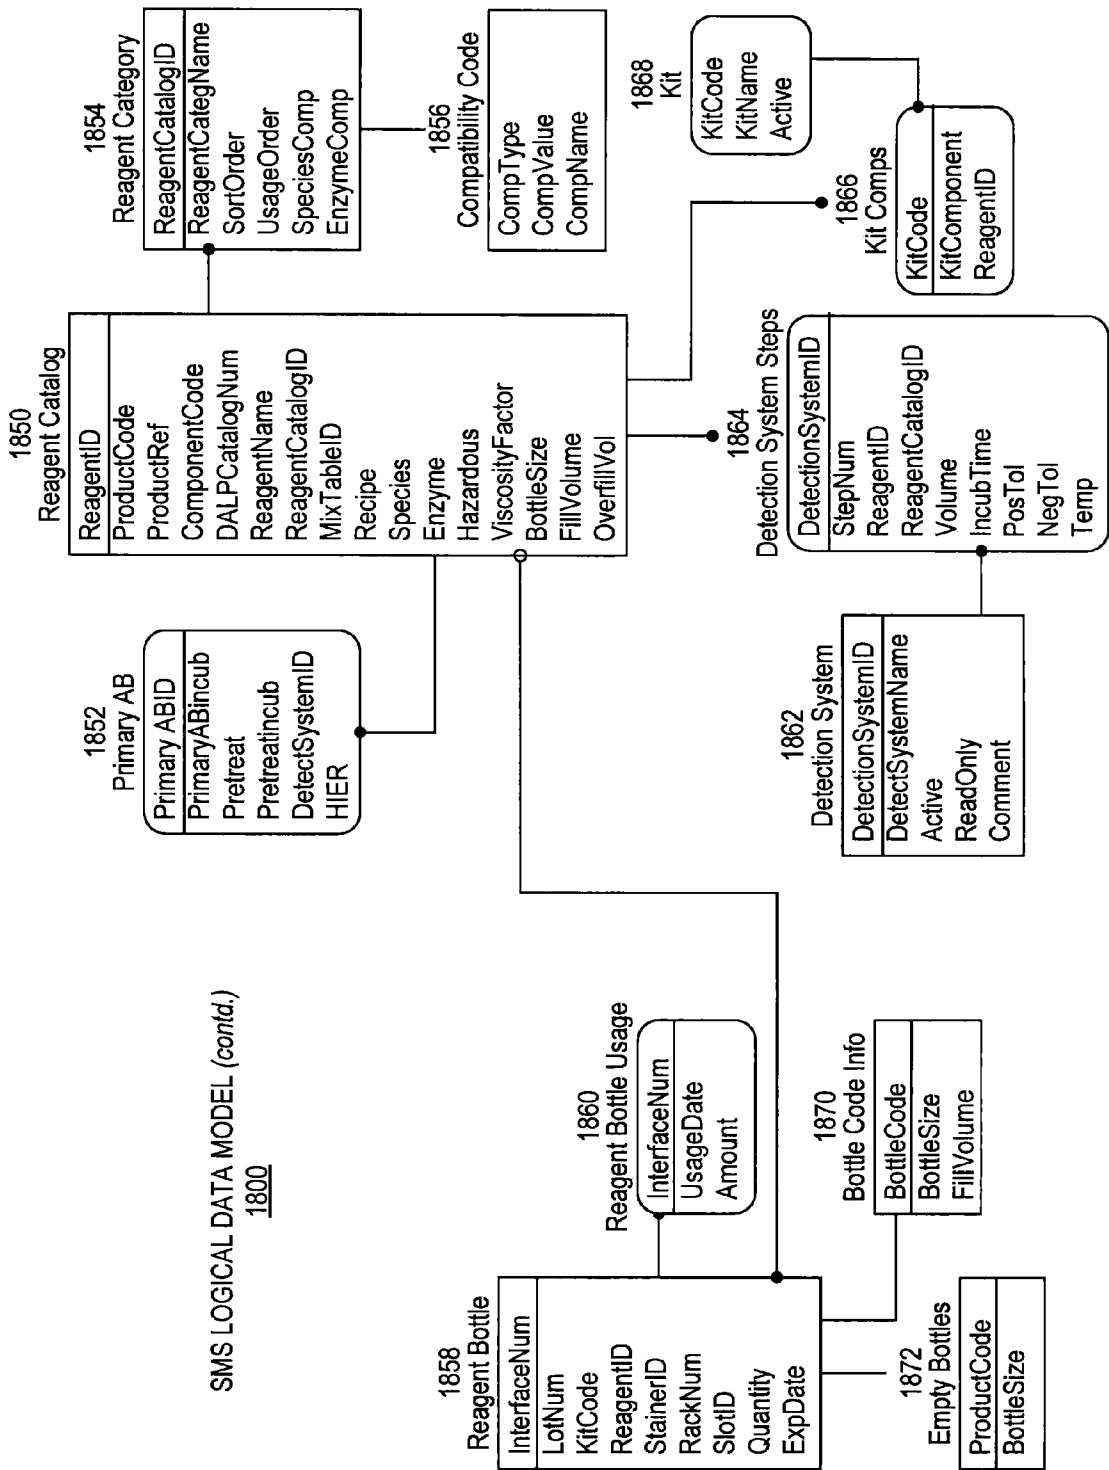 SMS LOGICAL DATA MODEL (contd.)
1800
1858
Reagent Bottle
InterfaceNum
LotNum
KitCode
ReagentID
StainerID
RackNum
SlotID
Quantity
ExpDate
1860
Reagent Bottle Usage
InterfaceNum
UsageDate
Amount
1870
Bottle Code Info
BottleCode
BottleSize
FillVolume
1872
Empty Bottles
ProductCode
BottleSize
1852
Primary AB
Primary ABID
PrimaryABincub
Pretreat
Pretreatincub
DetectSystemID
HIER
1850
Reagent Catalog
ReagentID
ProductCode
ProductRef
ComponentCode
DALPCatalogNum
ReagentName
ReagentCatalogID
MixTableID
Recipe
Species
Enzyme
Hazardous
ViscosityFactor
BottleSize
FillVolume
OverfillVol
1854
Reagent Category
ReagentCatalogID
ReagentCategName
SortOrder
UsageOrder
SpeciesComp
EnzymeComp
1856
Compatibility Code
CompType
CompValue
CompName
1862
Detection System
DetectionSystemID
DetectSystemName
Active
ReadOnly
Comment
1864
Detection System Steps
DetectionSystemID
StepNum
ReagentID
ReagentCatalogID
Volume
IncubTime
PosTol
NegTol
Temp
1866
Kit Comps
KitCode
KitComponent
ReagentID
1868
Kit
KitCode
KitName
Active